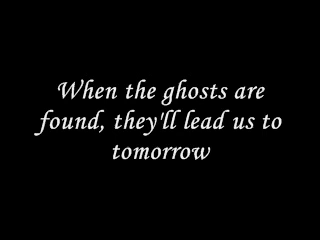 When the ghosts are
found, they'll lead us to
tomorrow